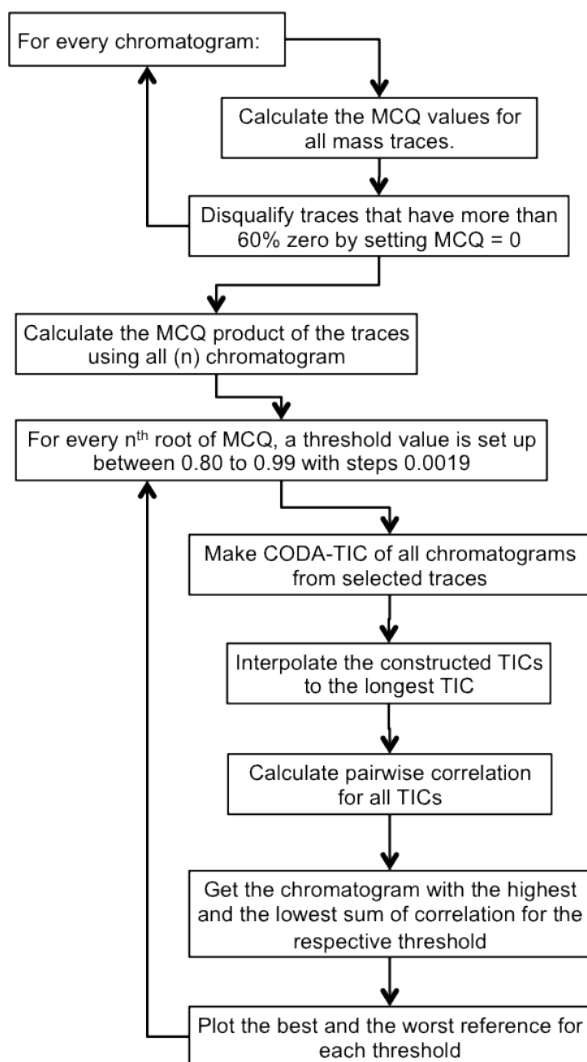 For every chromatogram:
Calculate the MCQ values for
all mass traces.
Disqualify traces that have more than
60% zero by setting MCQ = 0
Calculate the MCQ product of the traces
using all (n) chromatogram
For every nᵗʰ root of MCQ, a threshold value is set up
between 0.80 to 0.99 with steps 0.0019
Make CODA-TIC of all chromatograms
from selected traces
Interpolate the constructed TICs
to the longest TIC
Calculate pairwise correlation
for all TICs
Get the chromatogram with the highest
and the lowest sum of correlation for the
respective threshold
Plot the best and the worst reference for
each threshold